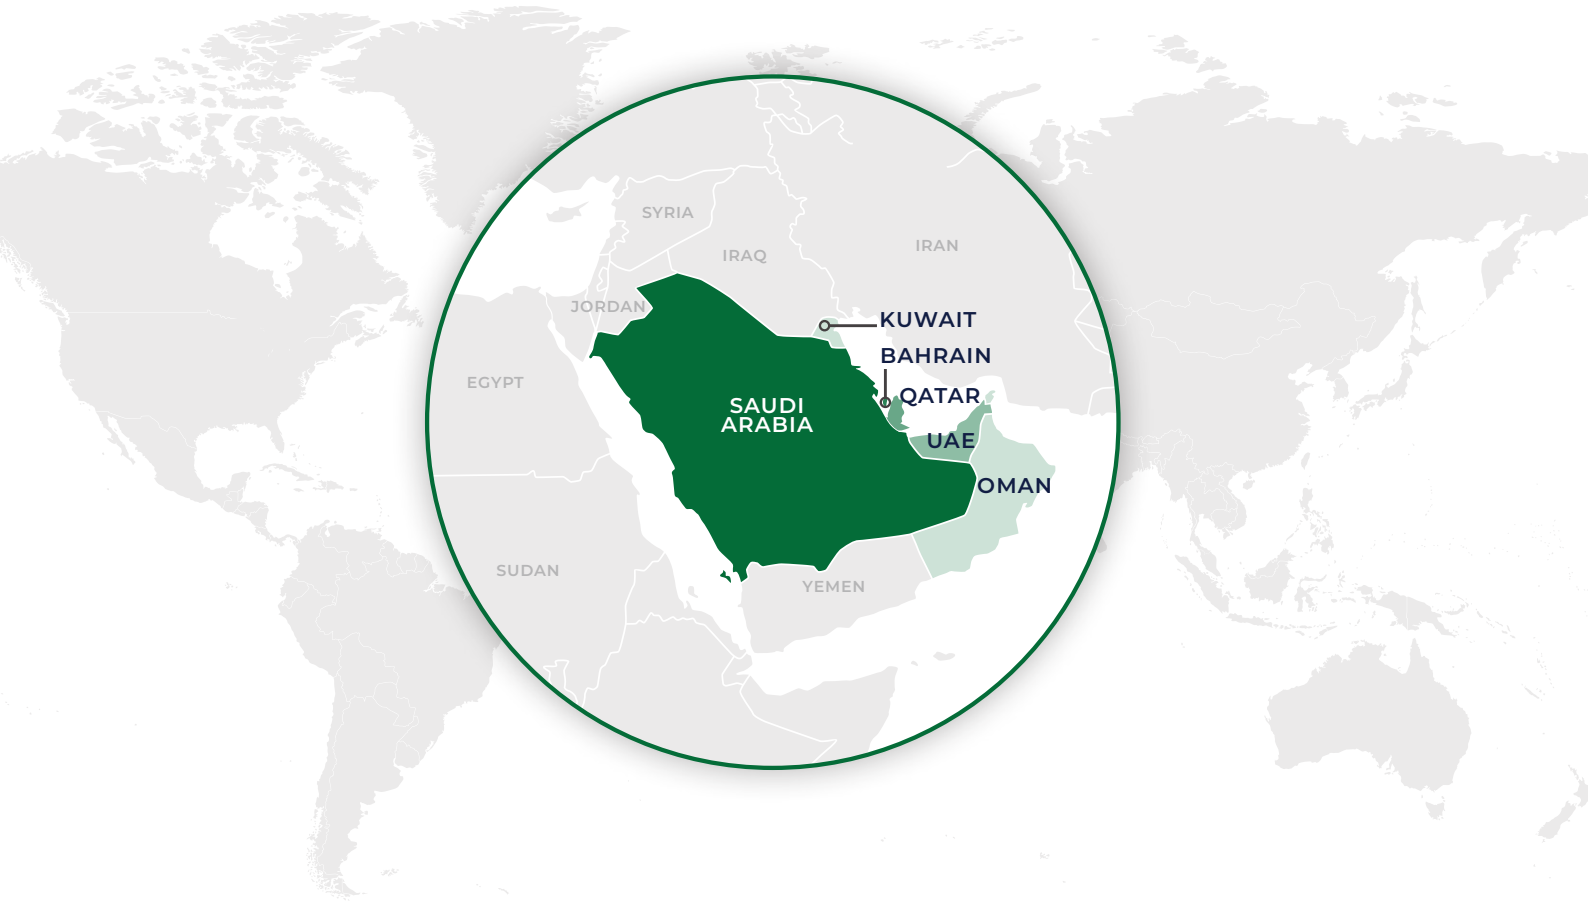 SYRIA
IRAN
IRAQ
JORDAN
KUWAIT
BAHRAIN
EGYPT
QATAR
SAUDI
ARABIA
UAE
OMAN
SUDAN
YEMEN